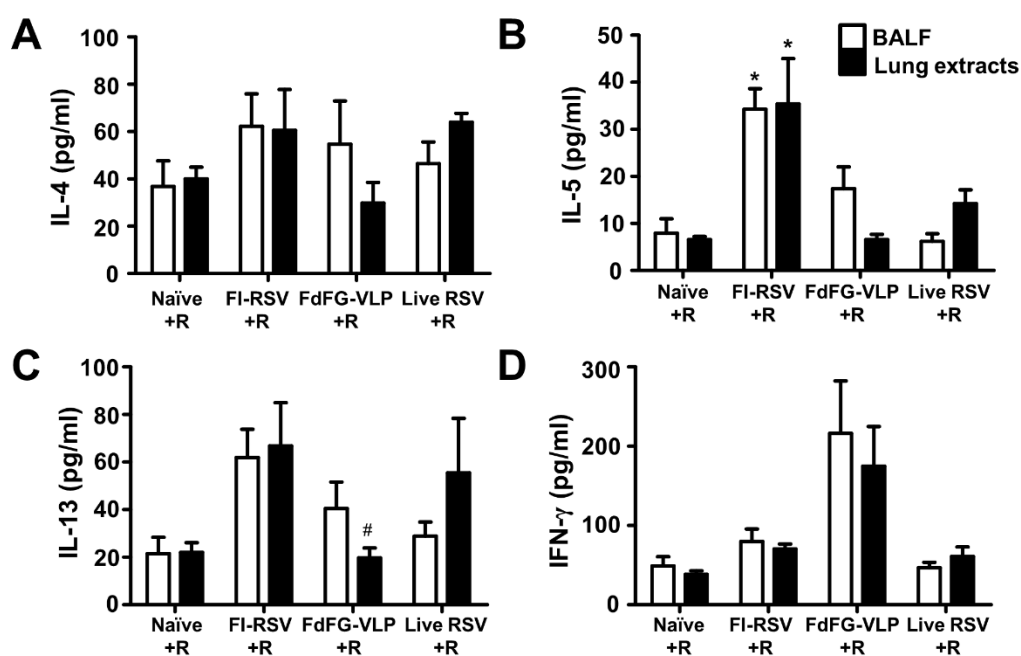 A
IL-4 (pg/ml)
100
80
60
40
20
0
Naïve FI-RSV FdFG-VLP Live RSV
+R +R +R +R
B
BALF
Lung extracts
IL-5 (pg/ml)
50
40
30
20
10
0
* *
Naïve FI-RSV FdFG-VLP Live RSV
+R +R +R +R
C
IL-13 (pg/ml)
100
80
60
40
20
0
#
Naïve FI-RSV FdFG-VLP Live RSV
+R +R +R +R
D
IFN-γ (pg/ml)
300
200
100
0
Naïve FI-RSV FdFG-VLP Live RSV
+R +R +R +R